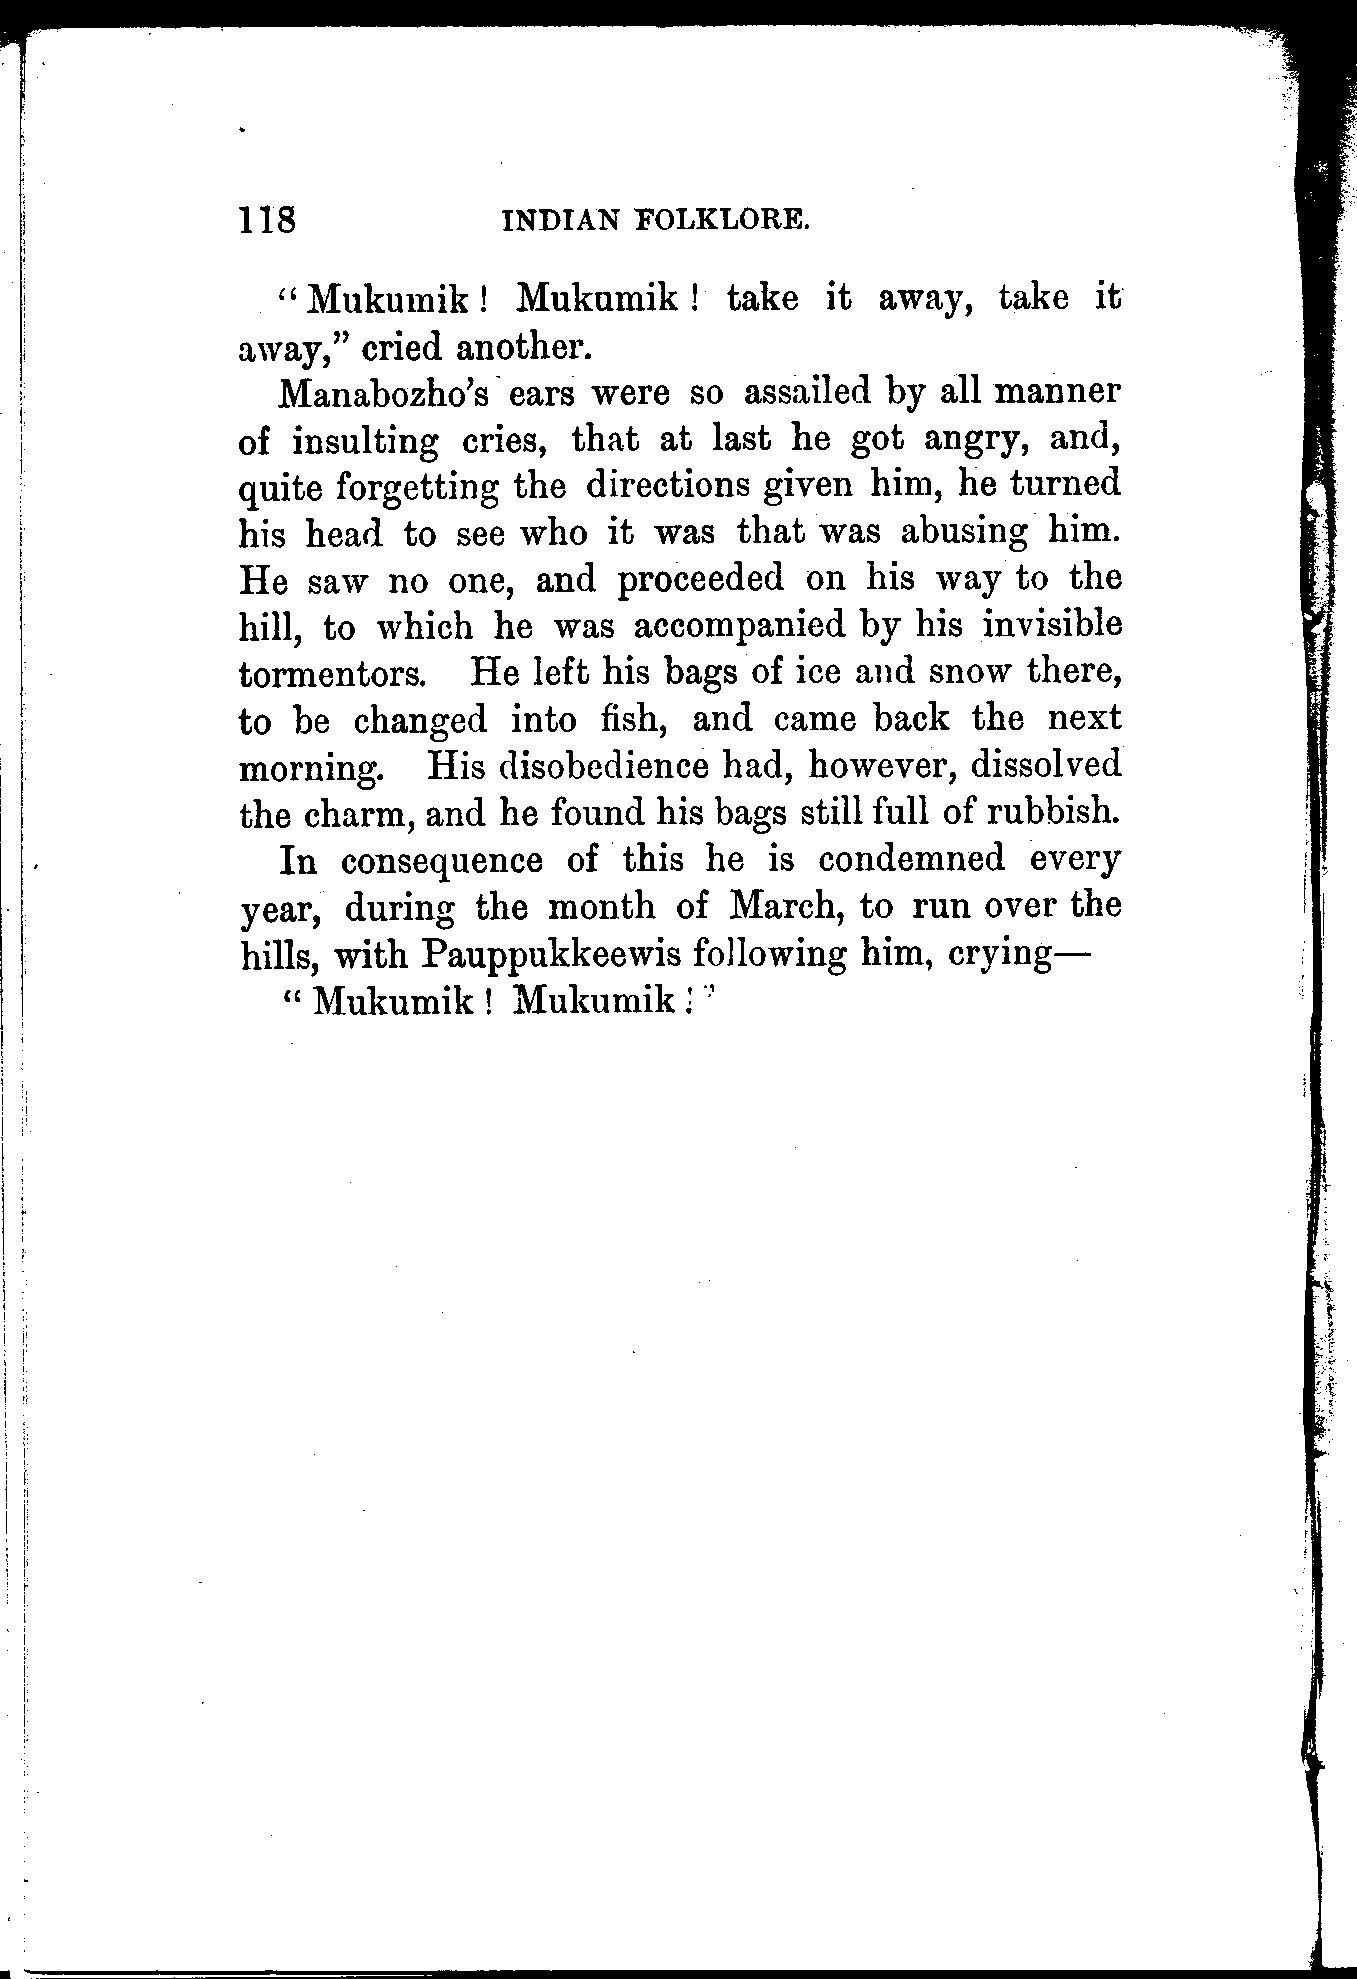 118 INDIAN FOLKLORE.
“ Mukumik ! Mukumik ! take it away, take it
away,” cried another.
Manabozho’s ears were so assailed by all manner
of insulting cries, that at last he got angry, and,
quite forgetting the directions given him, he turned
his head to see who it was that was abusing him.
He saw no one, and proceeded on his way to the
hill, to which he was accompanied by his invisible
tormentors. He left his bags of ice and snow there,
to be changed into fish, and came back the next
morning. His disobedience had, however, dissolved
the charm, and he found his bags still full of rubbish.
In consequence of this he is condemned every
year, during the month of March, to run over the
hills, with Pauppukkeewis following him, crying—
“ Mukumik ! Mukumik ! ”